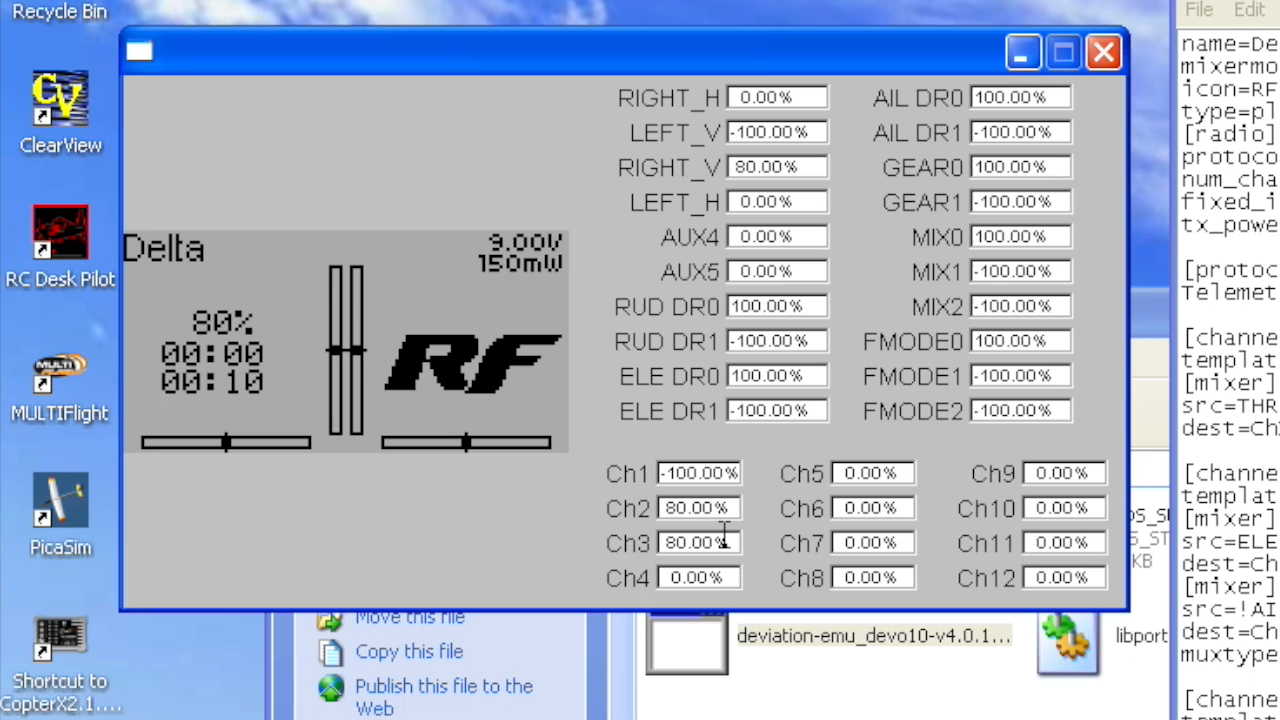 Recycle Bin
CV
ClearView
RC Desk Pilot
MULTI
MULTIFlight
PicaSim
Shortcut to
CopterX2.1....
Delta
9.00V
150mW
80%
00:00
00:10
RF
RIGHT_H 0.00% AIL DR0 100.00%
LEFT_V -100.00% AIL DR1 -100.00%
RIGHT_V 80.00% GEAR0 100.00%
LEFT_H 0.00% GEAR1 -100.00%
AUX4 0.00% MIX0 100.00%
AUX5 0.00% MIX1 -100.00%
RUD DR0 100.00% MIX2 -100.00%
RUD DR1 -100.00% FMODE0 100.00%
ELE DR0 100.00% FMODE1 -100.00%
ELE DR1 -100.00% FMODE2 -100.00%
Ch1 -100.00% Ch5 0.00% Ch9 0.00%
Ch2 80.00% Ch6 0.00% Ch10 0.00%
Ch3 80.00% Ch7 0.00% Ch11 0.00%
Ch4 0.00% Ch8 0.00% Ch12 0.00%
Move this file
Copy this file
Publish this file to the
Web
deviation-emu_devo10-v4.0.1...
libport
KB
File Edit
name=De
mixermo
icon=RF
type=pl
[radio]
protoco
num_cha
fixed_i
tx_powe
[protoc
Telemet
[channe
templat
[mixer]
src=THR
dest=Ch
[channe
templat
[mixer]
src=ELE
dest=Ch
[mixer]
src=!AI
dest=Ch
muxtype
[channe